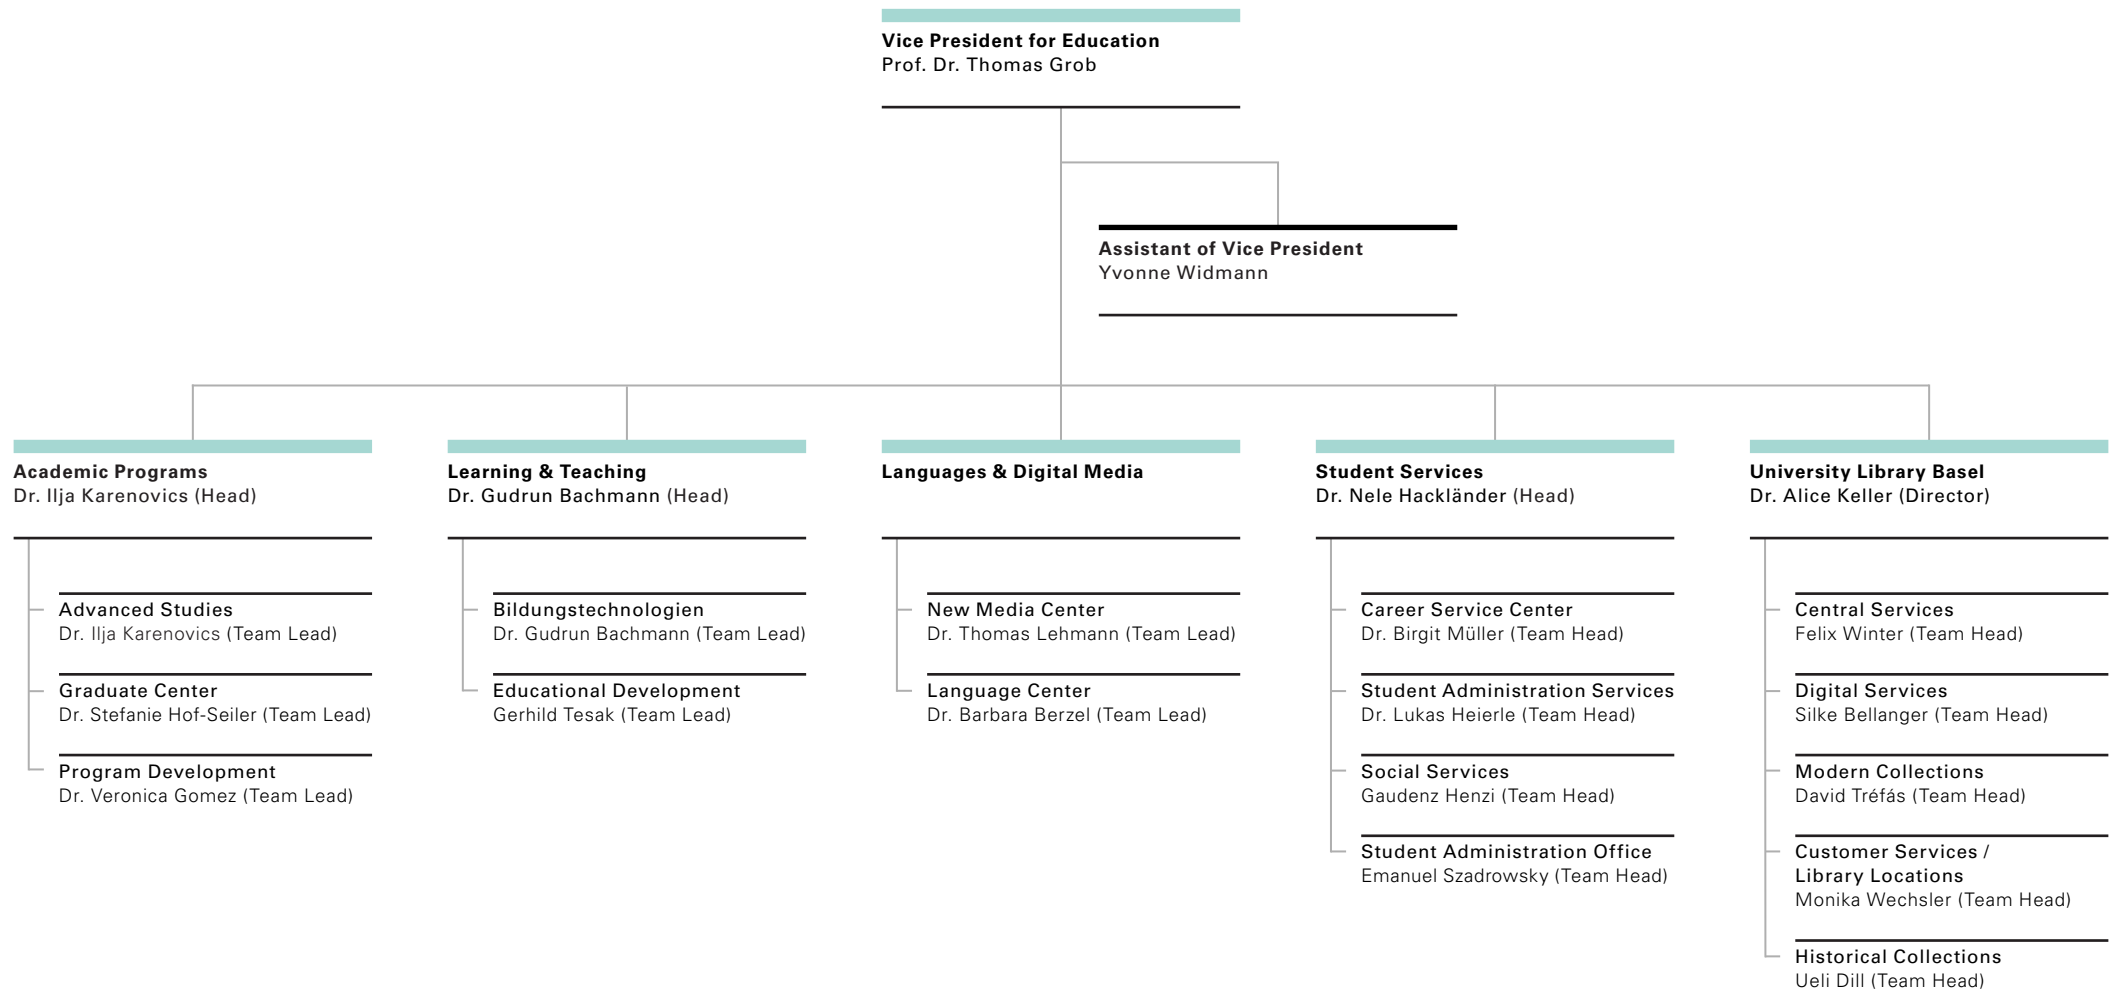 Vice President for Education
Prof. Dr. Thomas Grob
Assistant of Vice President
Yvonne Widmann
Academic Programs
Dr. Ilja Karenovics (Head)
Advanced Studies
Dr. Ilja Karenovics (Team Lead)
Graduate Center
Dr. Stefanie Hof-Seiler (Team Lead)
Program Development
Dr. Veronica Gomez (Team Lead)
Learning & Teaching
Dr. Gudrun Bachmann (Head)
Bildungstechnologien
Dr. Gudrun Bachmann (Team Lead)
Educational Development
Gerhild Tesak (Team Lead)
Languages & Digital Media
New Media Center
Dr. Thomas Lehmann (Team Lead)
Language Center
Dr. Barbara Berzel (Team Lead)
Student Services
Dr. Nele Hackländer (Head)
Career Service Center
Dr. Birgit Müller (Team Head)
Student Administration Services
Dr. Lukas Heierle (Team Head)
Social Services
Gaudenz Henzi (Team Head)
Student Administration Office
Emanuel Szadrowsky (Team Head)
University Library Basel
Dr. Alice Keller (Director)
Central Services
Felix Winter (Team Head)
Digital Services
Silke Bellanger (Team Head)
Modern Collections
David Tréfás (Team Head)
Customer Services /
Library Locations
Monika Wechsler (Team Head)
Historical Collections
Ueli Dill (Team Head)